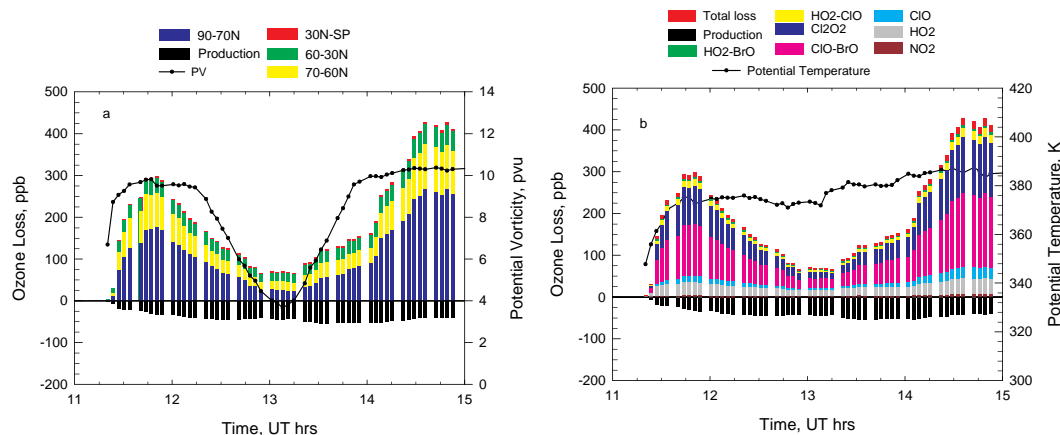 90-70N
30N-SP
Production
60-30N
PV
70-60N
a
500
400
300
200
100
0
-100
-200
14
12
10
8
6
4
2
0
11
12
13
14
15
Ozone Loss, ppb
Potential Vorticity, pvu
Time, UT hrs
Total loss
HO2-ClO
ClO
Production
Cl2O2
HO2
HO2-BrO
ClO-BrO
NO2
Potential Temperature
b
500
400
300
200
100
0
-100
-200
420
400
380
360
340
320
300
11
12
13
14
15
Ozone Loss, ppb
Potential Temperature, K
Time, UT hrs